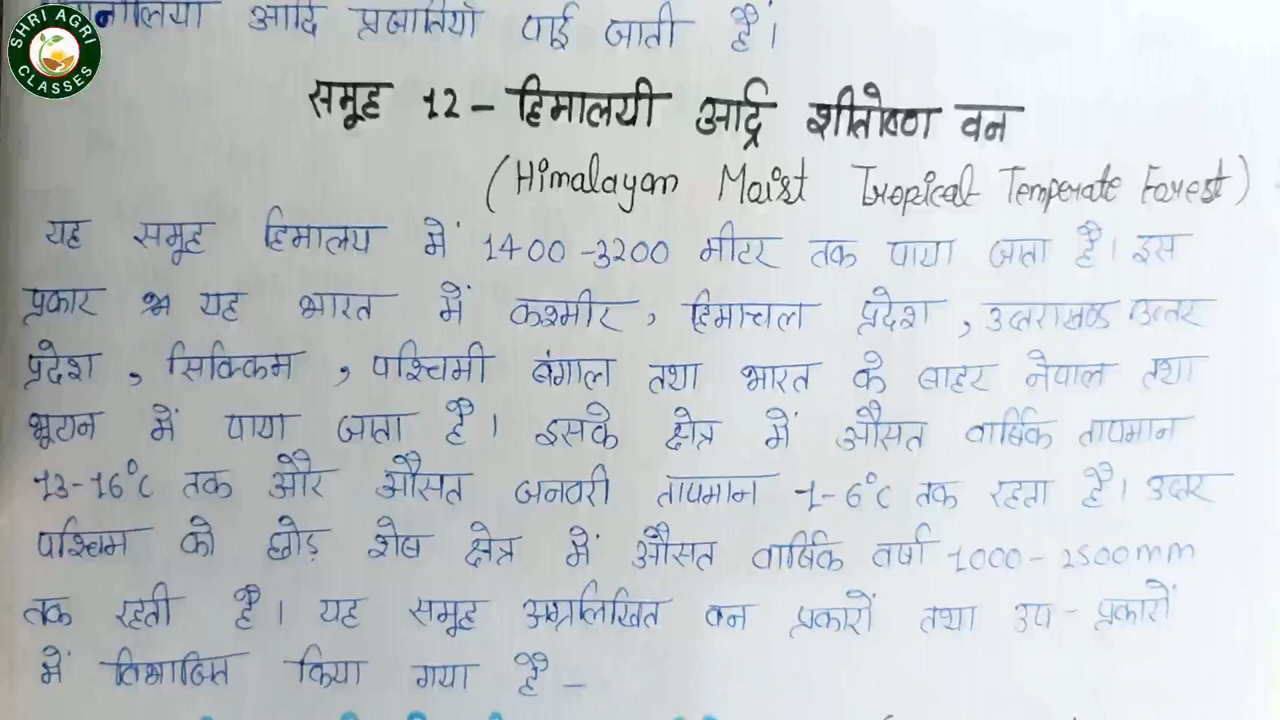 SHRI AGRI CLASSES
आदि प्रजातियाँ पाई जाती है।
समूह 12 - हिमालयी आर्द्र शीतोष्ण वन
(Himalayan Moist Tropical Temperate Forest)
यह समूह हिमालय में 1400 -3200 मीटर तक पाया जाता है। इस
प्रकार यह भारत में कश्मीर, हिमाचल प्रदेश, उत्तराखण्ड उत्तर
प्रदेश, सिक्किम, पश्चिमी बंगाल तथा भारत के बाहर नेपाल तथा
भूटान में पाया जाता है। इसके क्षेत्र में औसत वार्षिक तापमान
13-16°C तक और औसत जनवरी तापमान -1-6°C तक रहता है। उत्तर
पश्चिम को छोड़ शेष क्षेत्र में औसत वार्षिक वर्षा 1000 - 2500mm
तक रहती है। यह समूह अग्रलिखित वन प्रकारों तथा उप - प्रकारों
में विभाजित किया गया है -